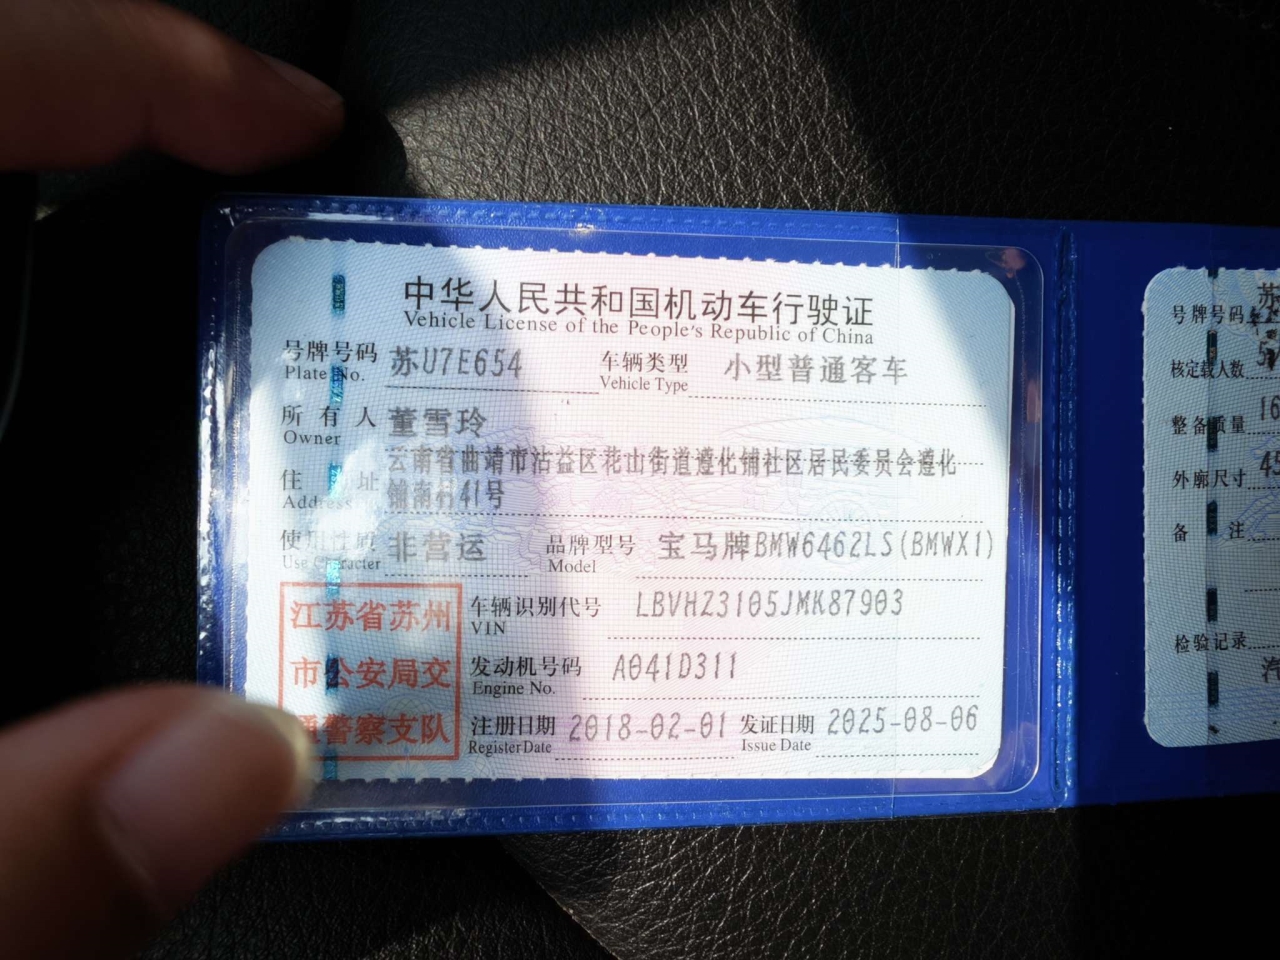 中华人民共和国机动车行驶证
Vehicle License of the People's Republic of China
号牌号码 苏U7E654 车辆类型 小型普通客车
Plate No. Vehicle Type
所有人 董雪玲
Owner
住址 云南省曲靖市沾益区花山街道遵化铺社区居民委员会遵化
Address 铺南村41号
使用性质 非营运 品牌型号 宝马牌BMW6462LS(BMWX1)
Use Character Model
江苏省苏州
市公安局交
通警察支队
车辆识别代号 LBVHZ3105JMK87903
VIN
发动机号码 A041D311
Engine No.
注册日期 2018-02-01 发证日期 2025-08-06
Register Date Issue Date
号牌号码 苏
核定载人数 5
整备质量 16
外廓尺寸 45
备注
检验记录
汽